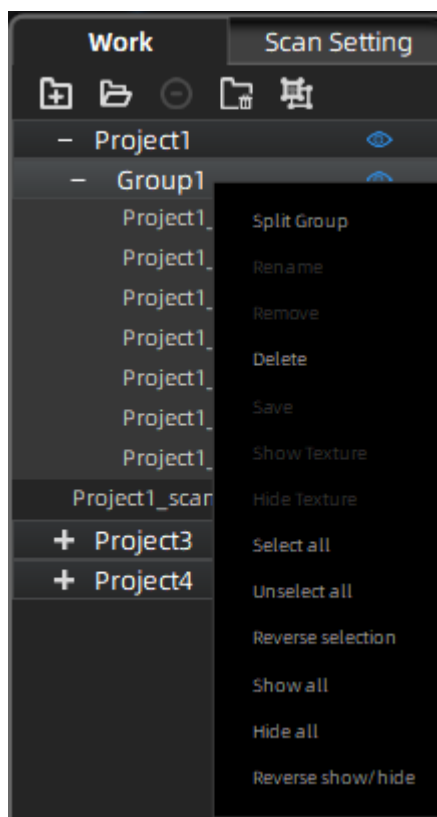 Work
Scan Setting
Project1
Group1
Project1_
Project1_
Project1_
Project1_
Project1_
Project1_
Project1_
Project1_scan
Project3
Project4
Split Group
Rename
Remove
Delete
Save
Show Texture
Hide Texture
Select all
Unselect all
Reverse selection
Show all
Hide all
Reverse show/hide